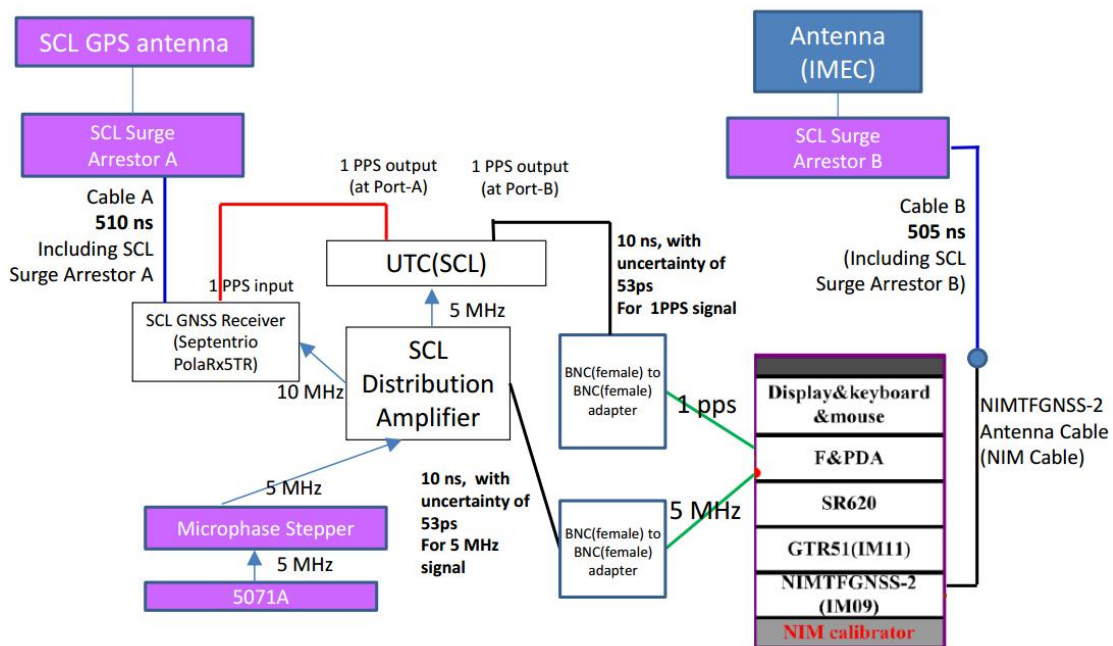 SCL GPS antenna
Antenna
(IMEC)
SCL Surge
Arrestor A
SCL Surge
Arrestor B
1 PPS output
(at Port-A)
1 PPS output
(at Port-B)
Cable A
510 ns
Including SCL
Surge Arrestor A
Cable B
505 ns
(Including SCL
Surge Arrestor B)
10 ns, with
uncertainty of
53ps
For 1PPS signal
UTC(SCL)
1 PPS input
5 MHz
SCL GNSS Receiver
(Septentrio
PolaRx5TR)
10 MHz
SCL
Distribution
Amplifier
BNC(female) to
BNC(female)
adapter
1 pps
Display&keyboard
&mouse
F&PDA
SR620
GTR51(IM11)
NIMTFGNSS-2
(IM09)
NIM calibrator
NIMTFGNSS-2
Antenna Cable
(NIM Cable)
5 MHz
10 ns, with
uncertainty of
53ps
For 5 MHz
signal
BNC(female) to
BNC(female)
adapter
5 MHz
Microphase Stepper
5 MHz
5071A